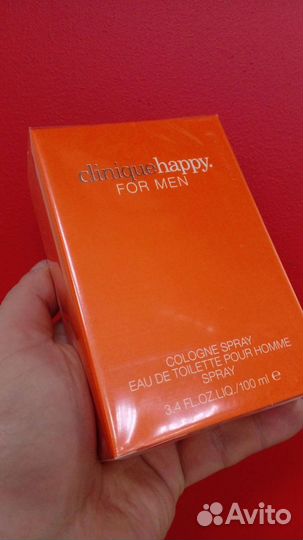 clinique happy.
FOR MEN
COLOGNE SPRAY
EAU DE TOILETTE POUR HOMME
SPRAY
3.4 FL.OZ.LIQ./100 ml e
Avito